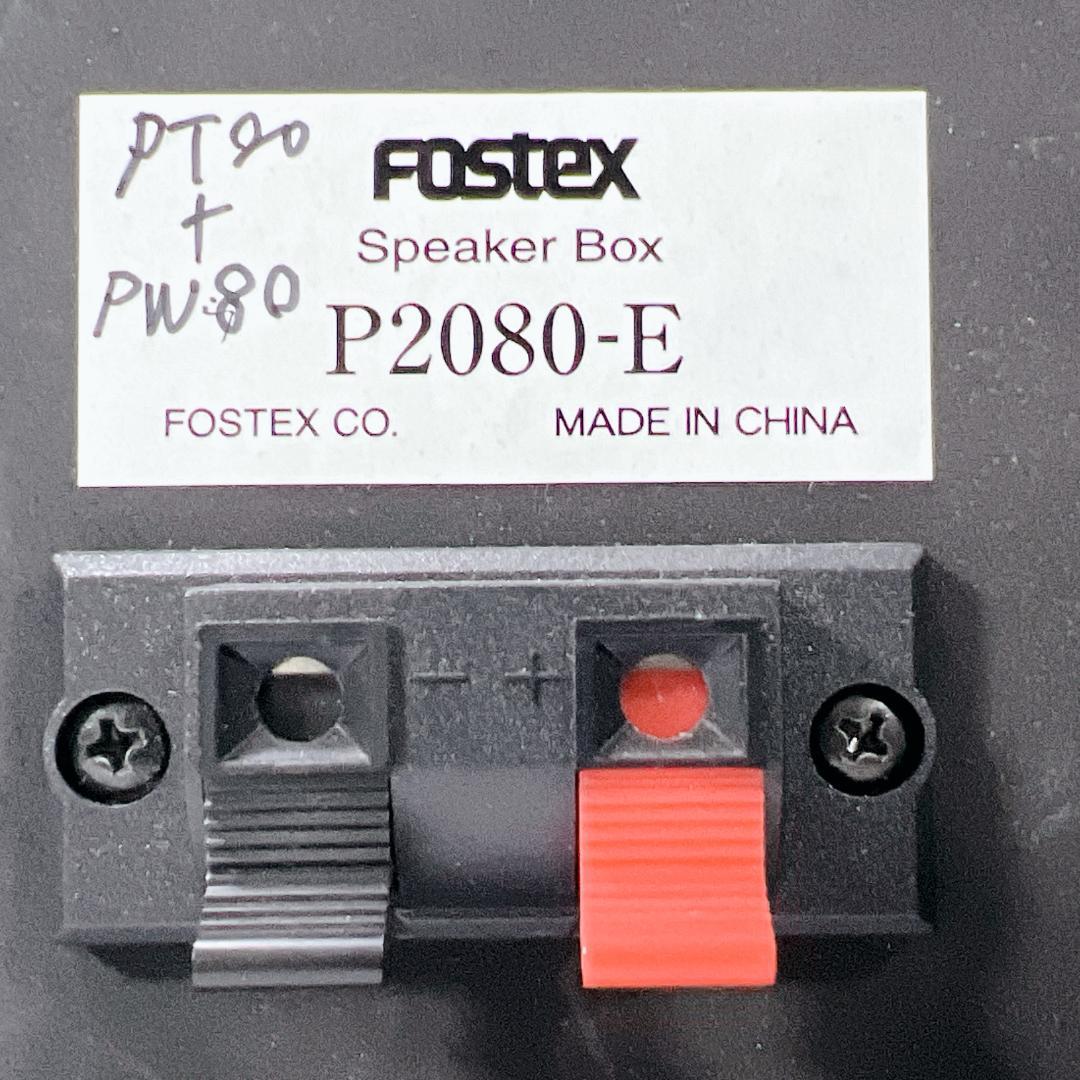 PT20
+
PW80
Fostex
Speaker Box
P2080-E
FOSTEX CO. MADE IN CHINA
− +